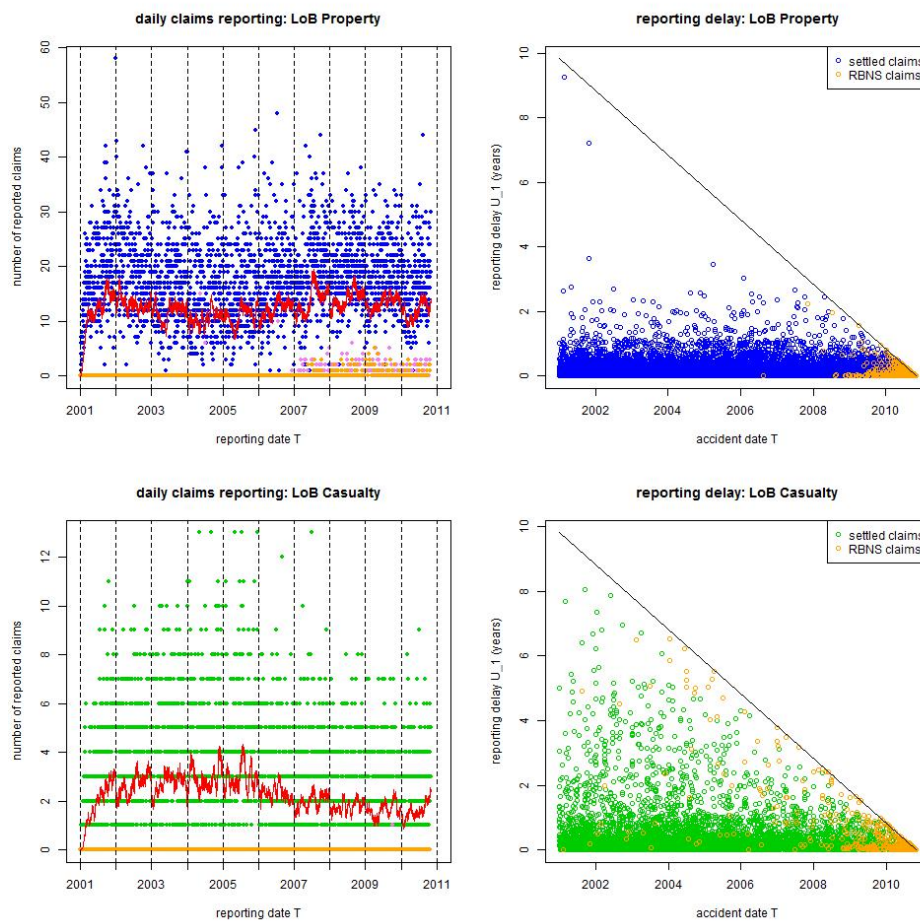 daily claims reporting: LoB Property
number of reported claims
60
50
40
30
20
10
0
2001 2003 2005 2007 2009 2011
reporting date T
reporting delay: LoB Property
settled claims
RBNS claims
reporting delay U_1 (years)
10
8
6
4
2
0
2002 2004 2006 2008 2010
accident date T
daily claims reporting: LoB Casualty
number of reported claims
12
10
8
6
4
2
0
2001 2003 2005 2007 2009 2011
reporting date T
reporting delay: LoB Casualty
settled claims
RBNS claims
reporting delay U_1 (years)
10
8
6
4
2
0
2002 2004 2006 2008 2010
accident date T